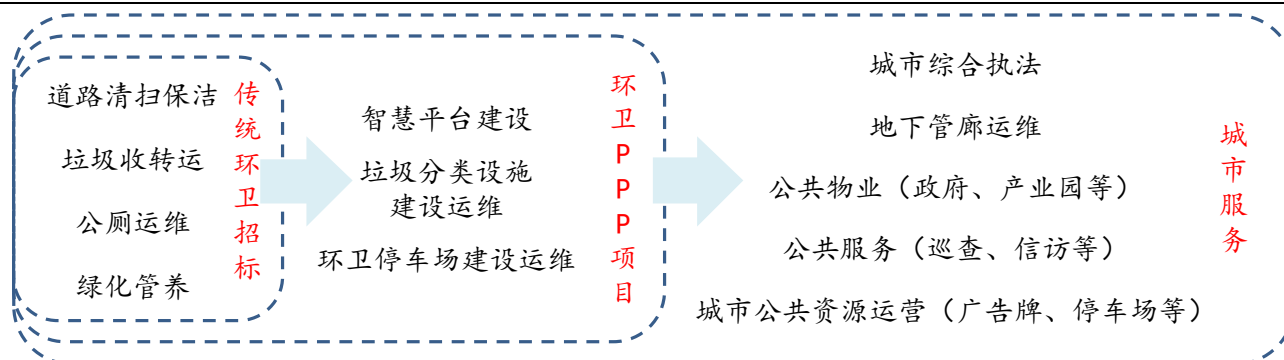 道路清扫保洁
垃圾收转运
公厕运维
绿化管养
传统环卫招标
智慧平台建设
垃圾分类设施
建设运维
环卫停车场建设运维
环卫PPP项目
城市综合执法
地下管廊运维
公共物业（政府、产业园等）
公共服务（巡查、信访等）
城市公共资源运营（广告牌、停车场等）
城市服务